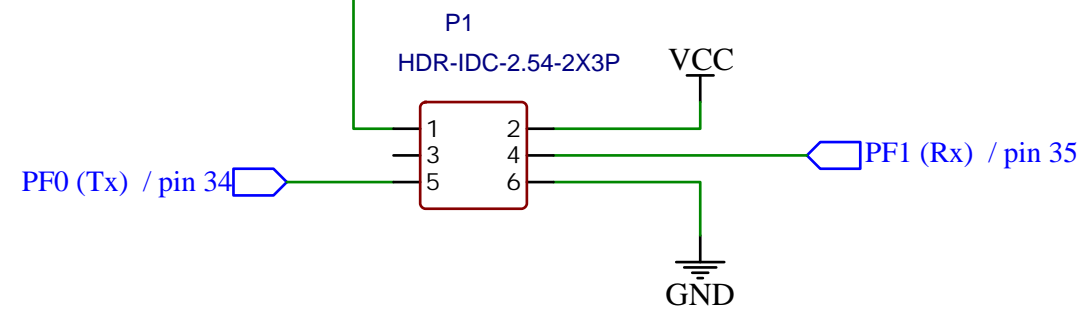 P1
HDR-IDC-2.54-2X3P
VCC
1 2
3 4
5 6
PF1 (Rx) / pin 35
PF0 (Tx) / pin 34
GND